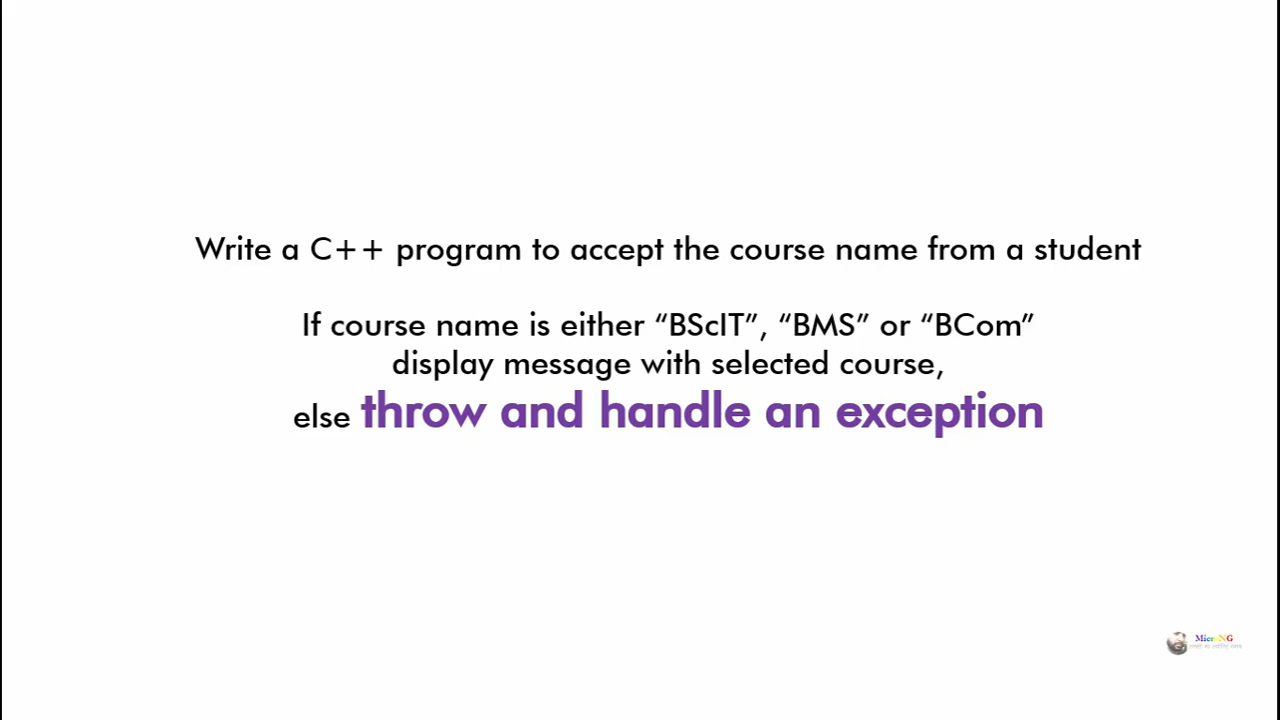 Write a C++ program to accept the course name from a student
If course name is either “BScIT”, “BMS” or “BCom”
display message with selected course,
else throw and handle an exception
MicroNG